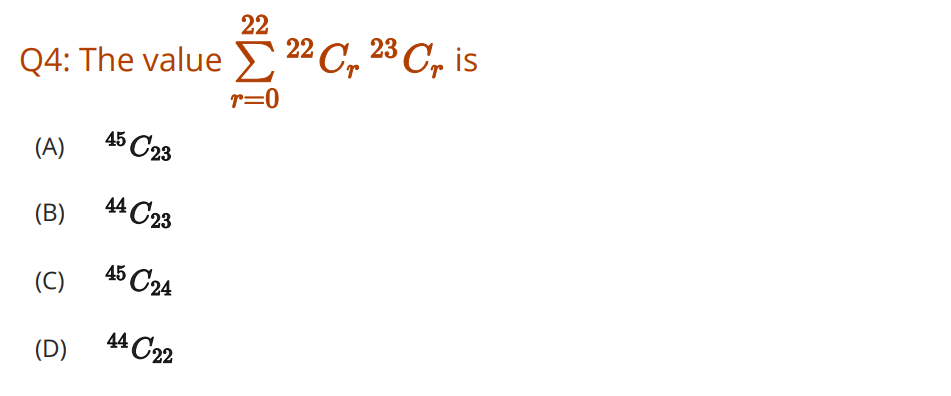 Q4: The value $\sum_{r=0}^{22} {}^{22}C_r \, {}^{23}C_r$ is
(A) ${}^{45}C_{23}$
(B) ${}^{44}C_{23}$
(C) ${}^{45}C_{24}$
(D) ${}^{44}C_{22}$